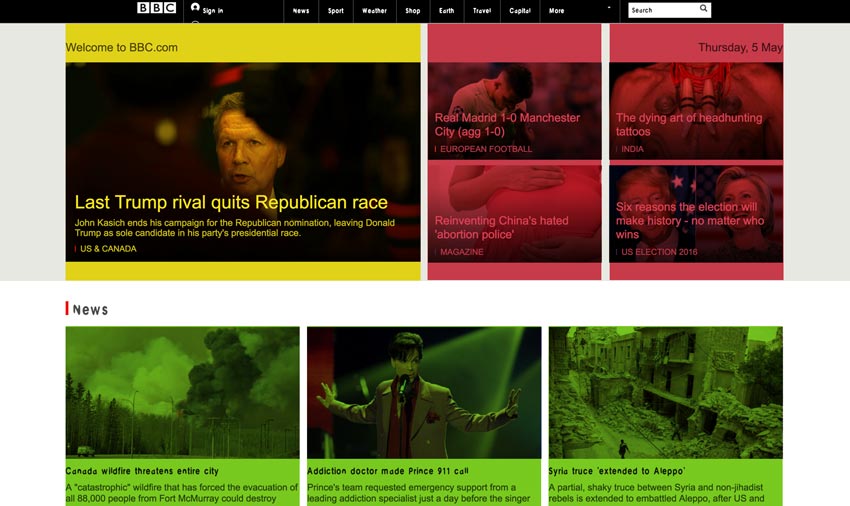 BBC
Sign in
News
Sport
Weather
Shop
Earth
Travel
Capital
More
Search
Welcome to BBC.com
Thursday, 5 May
Last Trump rival quits Republican race
John Kasich ends his campaign for the Republican nomination, leaving Donald
Trump as sole candidate in his party's presidential race.
US & CANADA
Real Madrid 1-0 Manchester
City (agg 1-0)
EUROPEAN FOOTBALL
The dying art of headhunting
tattoos
INDIA
Reinventing China's hated
'abortion police'
MAGAZINE
Six reasons the election will
make history - no matter who
wins
US ELECTION 2016
News
Canada wildfire threatens entire city
A "catastrophic" wildfire that has forced the evacuation of
all 88,000 people from Fort McMurray could destroy
Addiction doctor made Prince 911 call
Prince's team requested emergency support from a
leading addiction specialist just a day before the singer
Syria truce 'extended to Aleppo'
A partial, shaky truce between Syria and non-jihadist
rebels is extended to embattled Aleppo, after US and